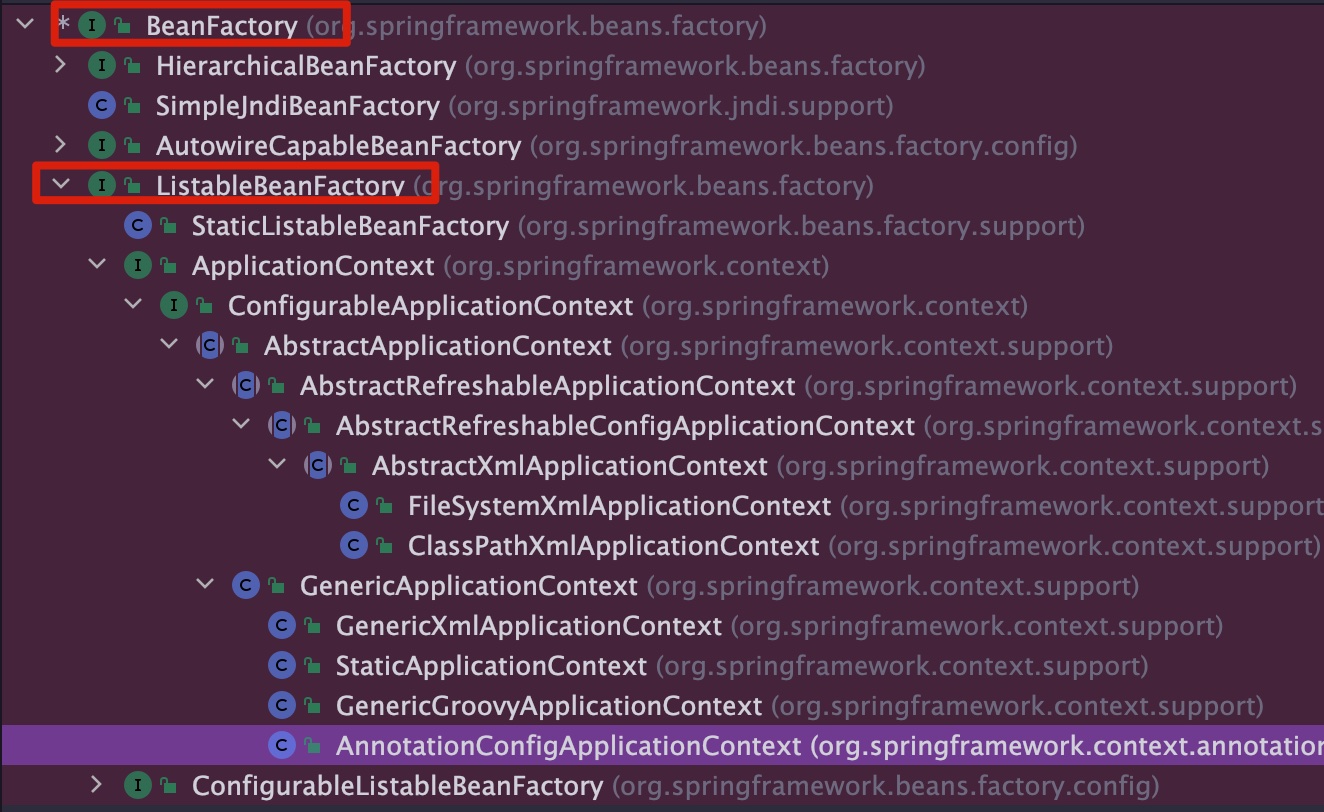 * I BeanFactory (org.springframework.beans.factory)
I HierarchicalBeanFactory (org.springframework.beans.factory)
C SimpleJndiBeanFactory (org.springframework.jndi.support)
I AutowireCapableBeanFactory (org.springframework.beans.factory.config)
I ListableBeanFactory (org.springframework.beans.factory)
C StaticListableBeanFactory (org.springframework.beans.factory.support)
I ApplicationContext (org.springframework.context)
I ConfigurableApplicationContext (org.springframework.context)
C AbstractApplicationContext (org.springframework.context.support)
C AbstractRefreshableApplicationContext (org.springframework.context.support)
C AbstractRefreshableConfigApplicationContext (org.springframework.context.s
C AbstractXmlApplicationContext (org.springframework.context.support)
C FileSystemXmlApplicationContext (org.springframework.context.support
C ClassPathXmlApplicationContext (org.springframework.context.support)
C GenericApplicationContext (org.springframework.context.support)
C GenericXmlApplicationContext (org.springframework.context.support)
C StaticApplicationContext (org.springframework.context.support)
C GenericGroovyApplicationContext (org.springframework.context.support)
C AnnotationConfigApplicationContext (org.springframework.context.annotation
I ConfigurableListableBeanFactory (org.springframework.beans.factory.config)